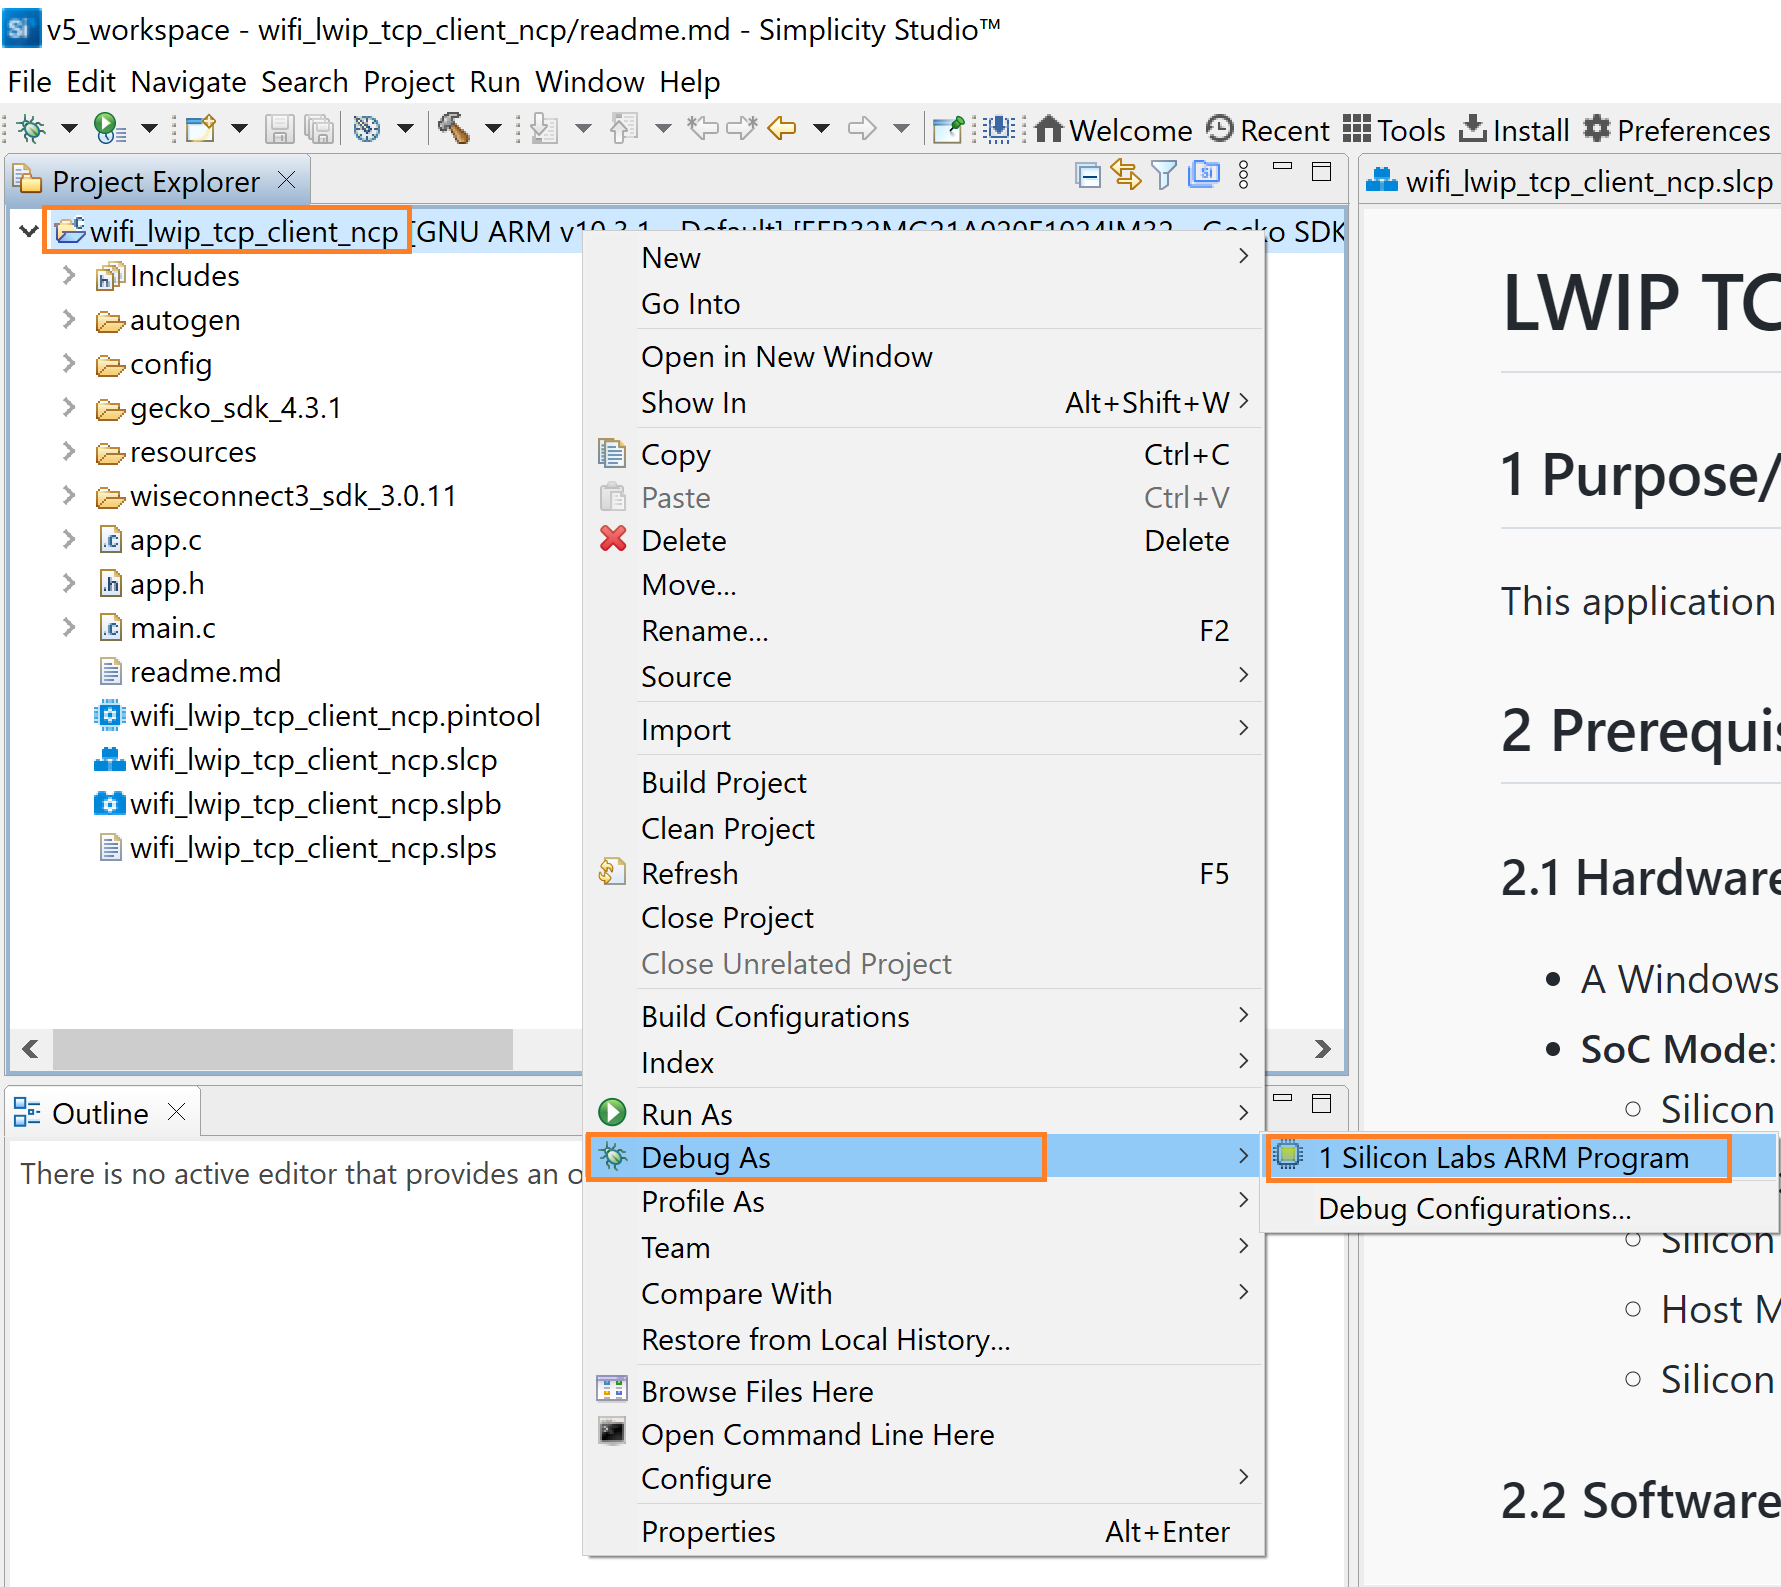 v5_workspace - wifi_lwip_tcp_client_ncp/readme.md - Simplicity Studio™
File Edit Navigate Search Project Run Window Help
Welcome Recent Tools Install Preferences
Project Explorer
wifi_lwip_tcp_client_ncp [GNU ARM v10.3.1 - Default] [EFR32MG21A020F1024IM32 - Gecko SDK
Includes
autogen
config
gecko_sdk_4.3.1
resources
wiseconnect3_sdk_3.0.11
app.c
app.h
main.c
readme.md
wifi_lwip_tcp_client_ncp.pintool
wifi_lwip_tcp_client_ncp.slcp
wifi_lwip_tcp_client_ncp.slpb
wifi_lwip_tcp_client_ncp.slps
Outline
There is no active editor that provides an o
New
Go Into
Open in New Window
Show In Alt+Shift+W
Copy Ctrl+C
Paste Ctrl+V
Delete Delete
Move...
Rename... F2
Source
Import
Build Project
Clean Project
Refresh F5
Close Project
Close Unrelated Project
Build Configurations
Index
Run As
Debug As
Profile As
Team
Compare With
Restore from Local History...
Browse Files Here
Open Command Line Here
Configure
Properties Alt+Enter
1 Silicon Labs ARM Program
Debug Configurations...
wifi_lwip_tcp_client_ncp.slcp
LWIP TC
1 Purpose/
This application
2 Prerequis
2.1 Hardware
A Windows
SoC Mode:
Silicon
Silicon
Host M
Silicon
2.2 Software